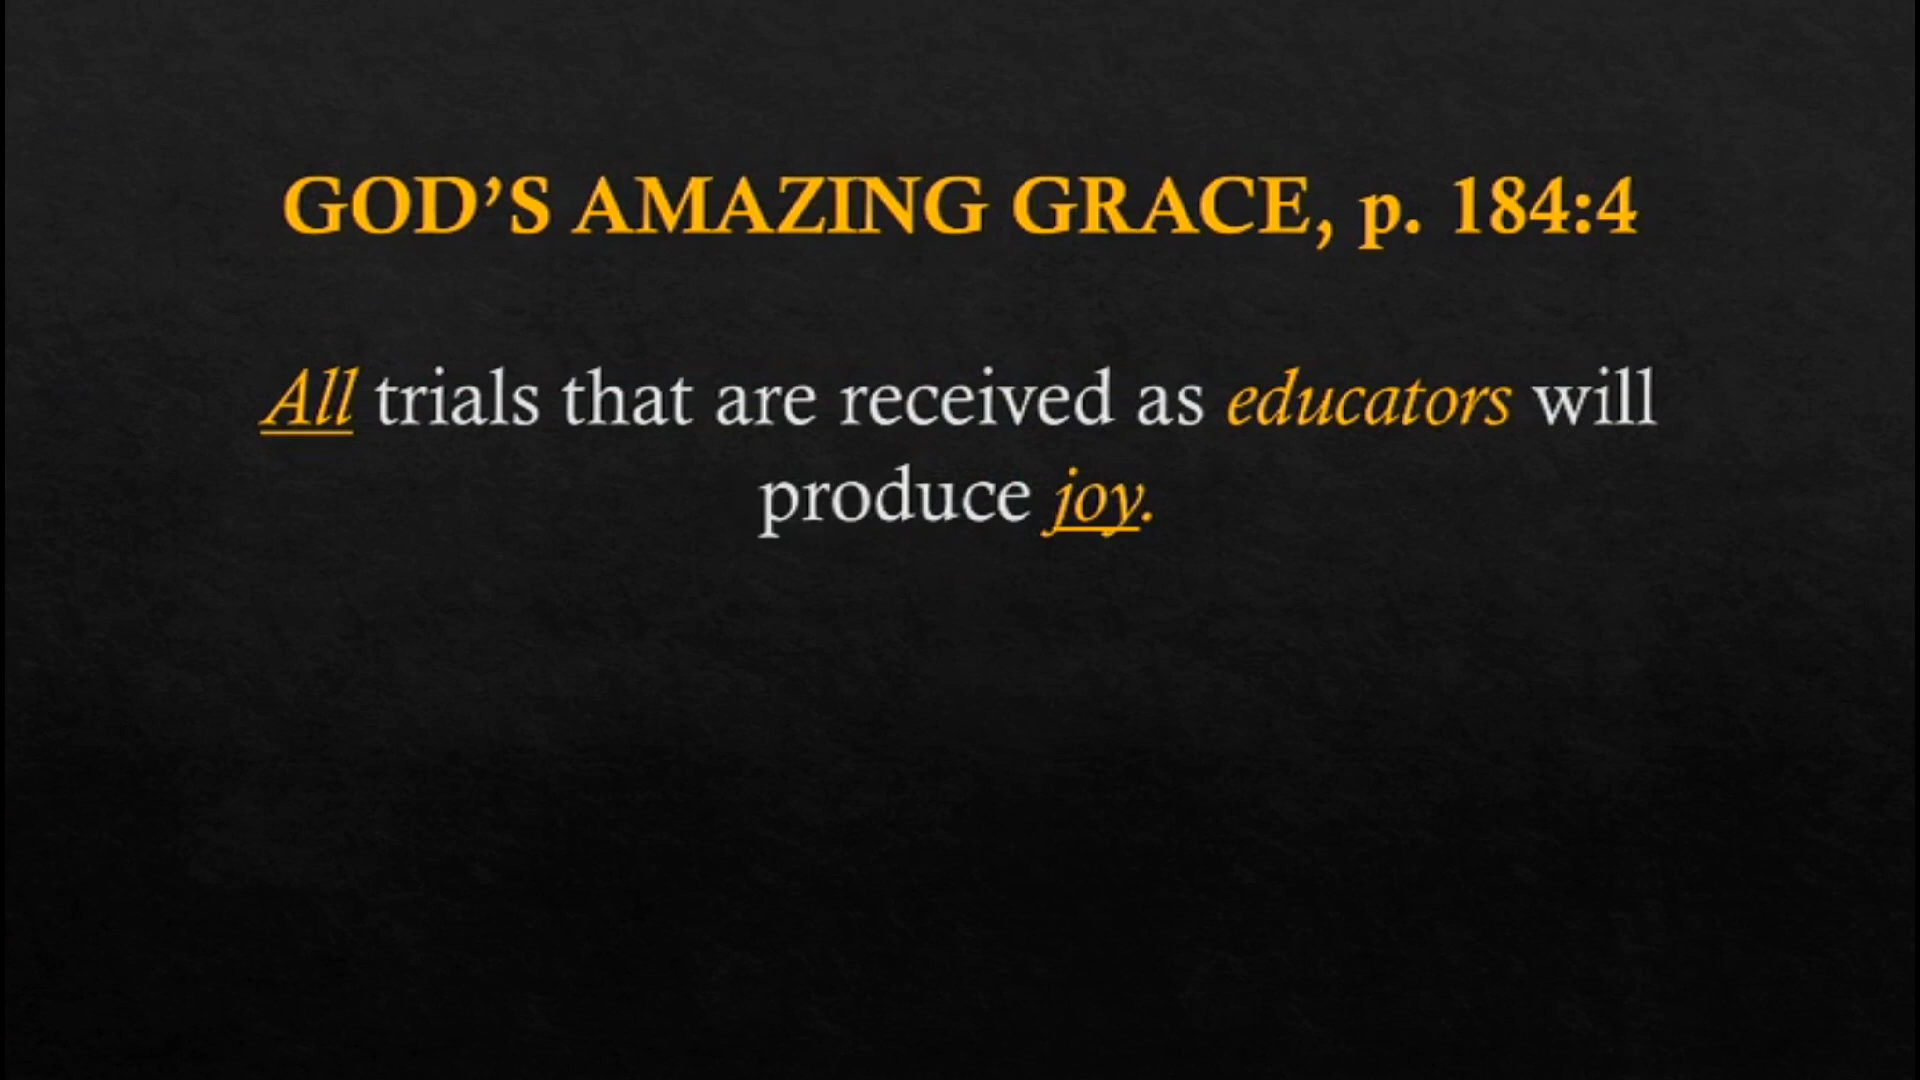 GOD’S AMAZING GRACE, p. 184:4
All trials that are received as educators will
produce joy.